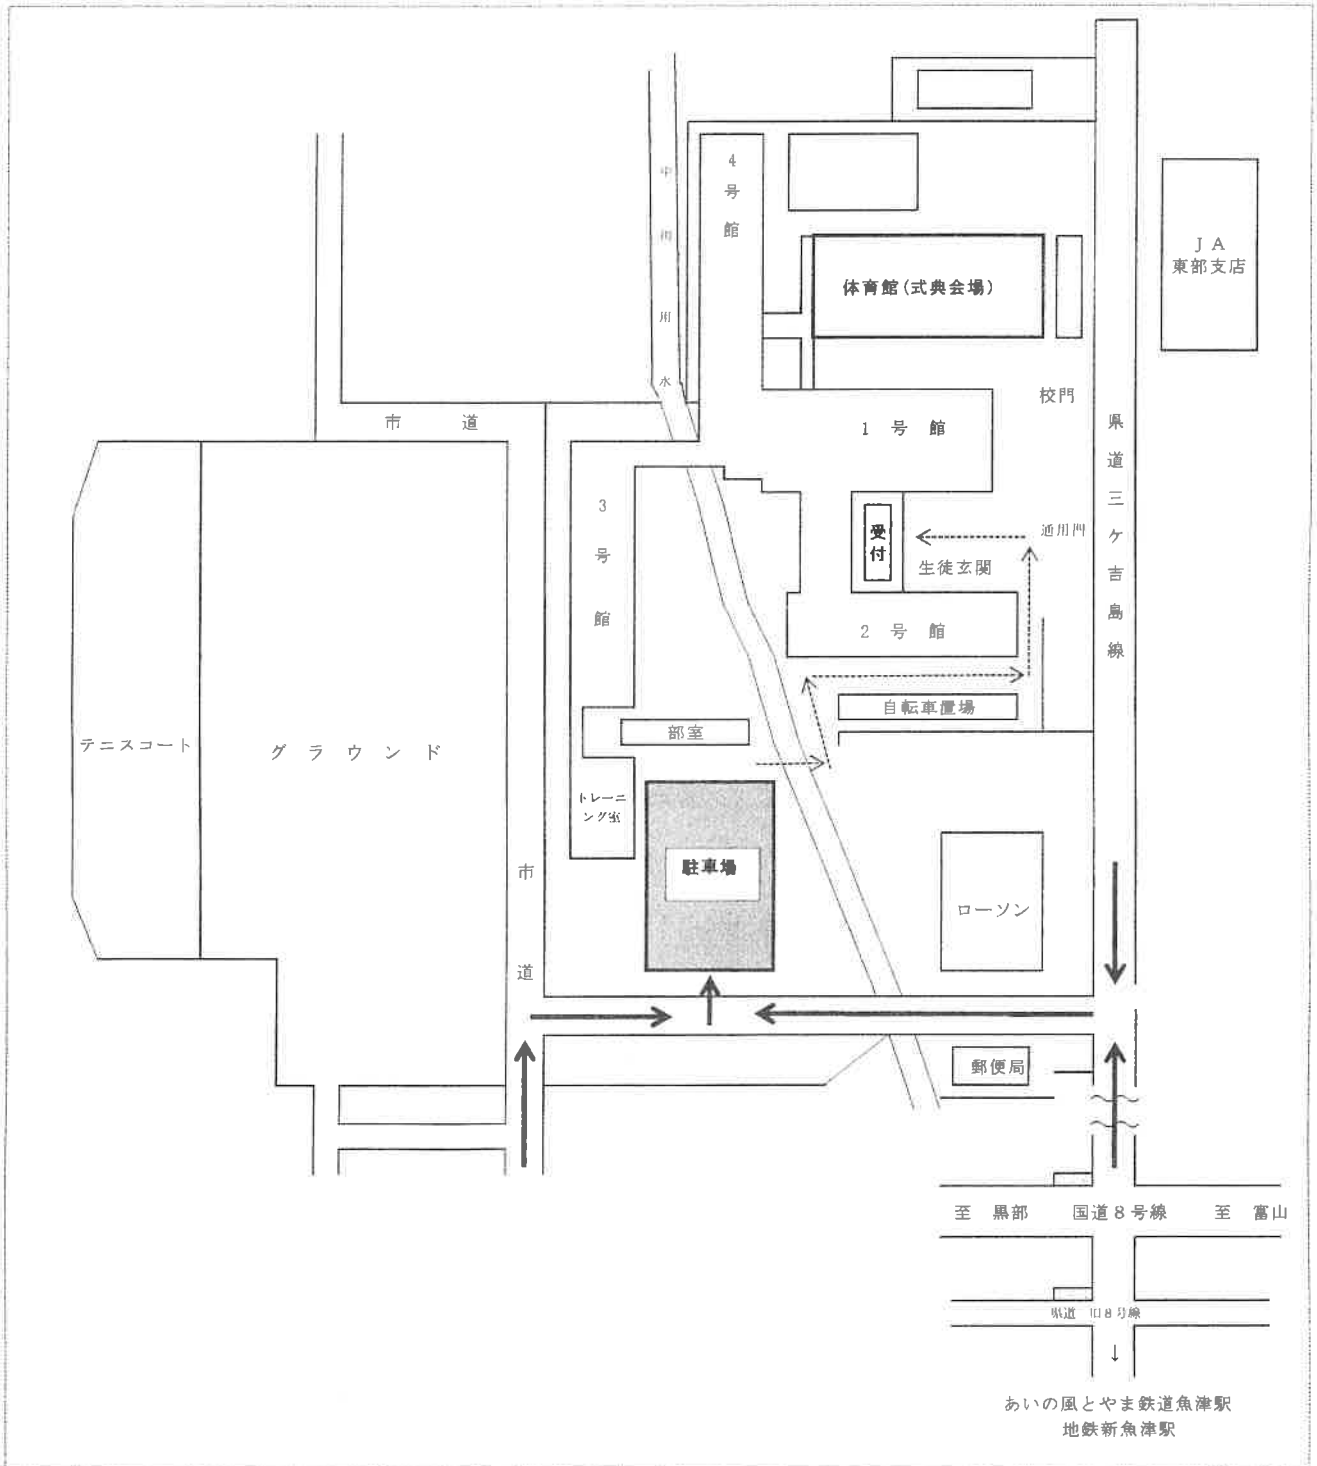 4号館
中川用水
JA
東部支店
体育館(式典会場)
校門
市道
1号館
県道三ケ吉島線
3号館
受付
通用門
生徒玄関
2号館
自転車置場
部室
テニスコート
グラウンド
トレーニ
ング室
駐車場
市道
ローソン
郵便局
至 黒部 国道8号線 至 富山
県道 旧8号線
↓
あいの風とやま鉄道魚津駅
地鉄新魚津駅